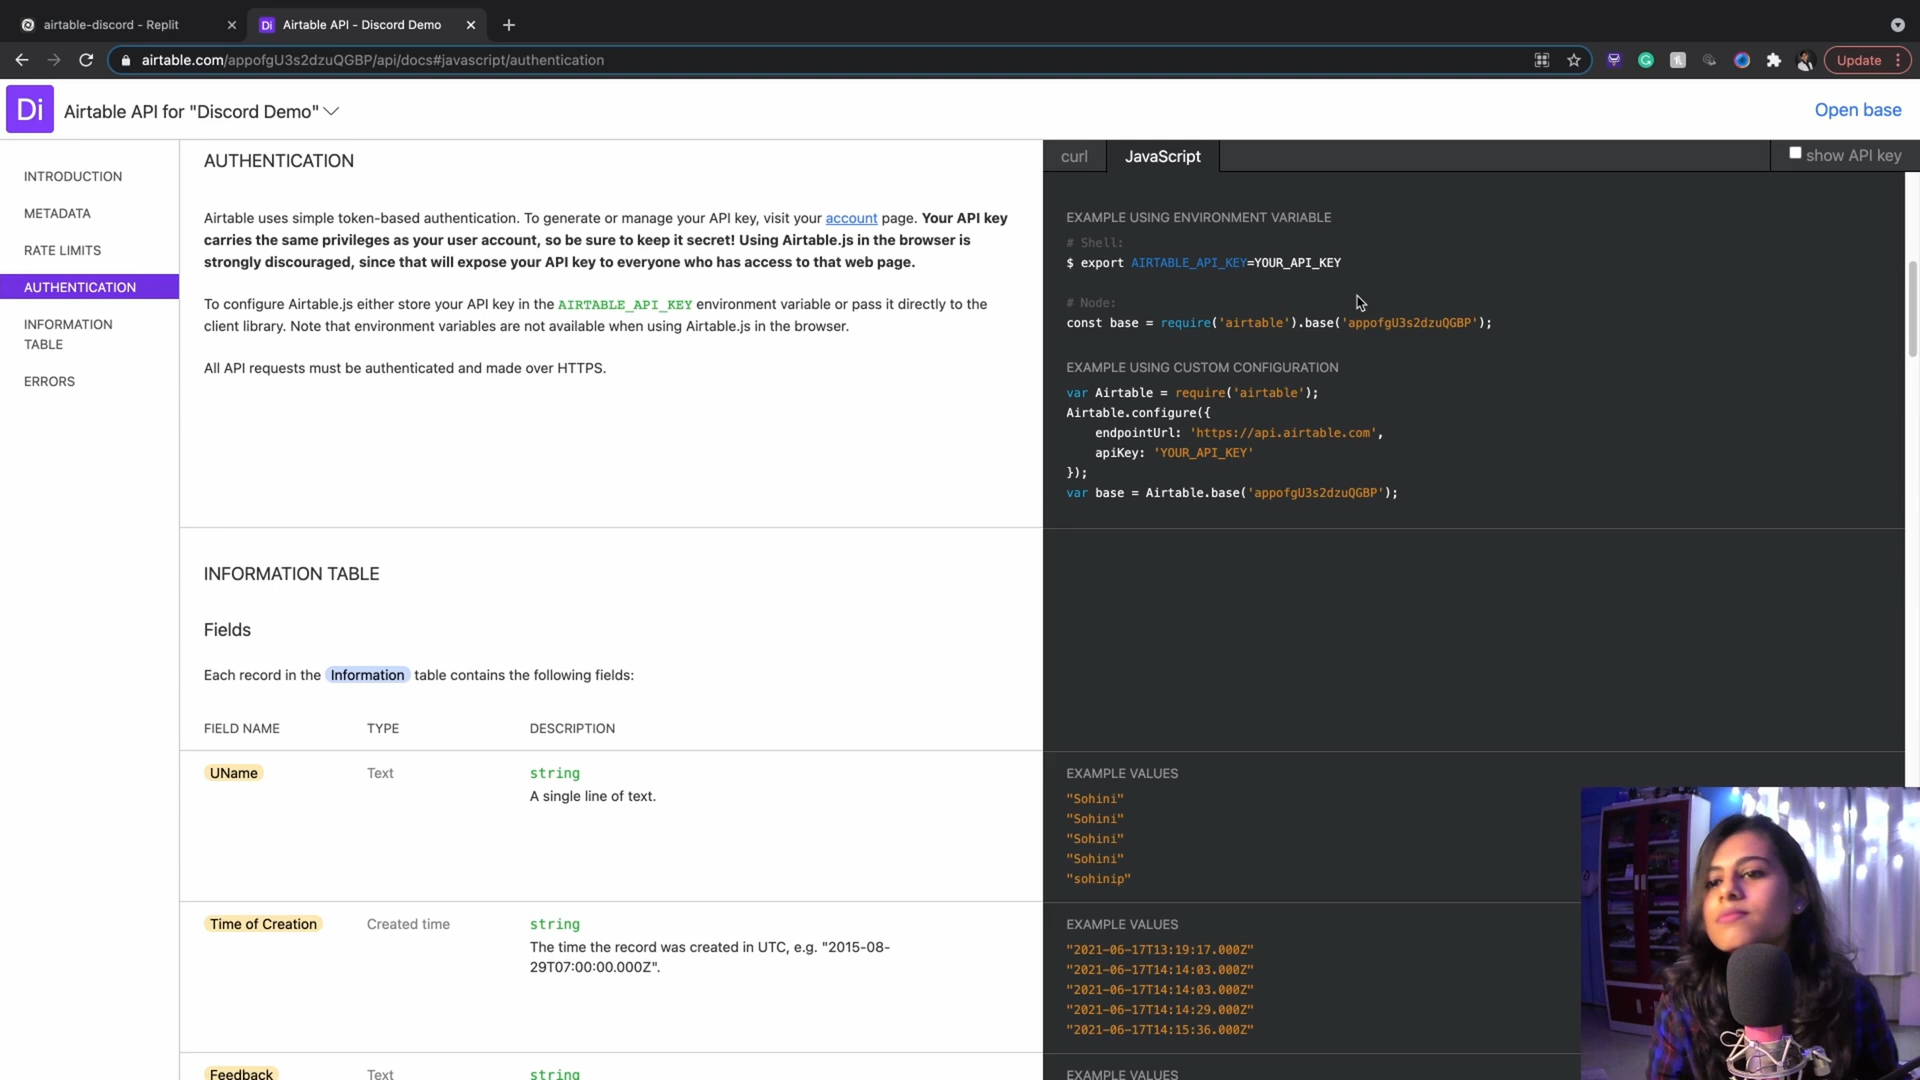 airtable-discord - Replit
Di Airtable API - Discord Demo
airtable.com/appofgU3s2dzuQGBP/api/docs#javascript/authentication
Update
Di
Airtable API for "Discord Demo"
Open base
INTRODUCTION
METADATA
RATE LIMITS
AUTHENTICATION
INFORMATION
TABLE
ERRORS
AUTHENTICATION
Airtable uses simple token-based authentication. To generate or manage your API key, visit your account page. Your API key
carries the same privileges as your user account, so be sure to keep it secret! Using Airtable.js in the browser is
strongly discouraged, since that will expose your API key to everyone who has access to that web page.
To configure Airtable.js either store your API key in the AIRTABLE_API_KEY environment variable or pass it directly to the
client library. Note that environment variables are not available when using Airtable.js in the browser.
All API requests must be authenticated and made over HTTPS.
curl
JavaScript
show API key
EXAMPLE USING ENVIRONMENT VARIABLE
# Shell:
$ export AIRTABLE_API_KEY=YOUR_API_KEY
# Node:
const base = require('airtable').base('appofgU3s2dzuQGBP');
EXAMPLE USING CUSTOM CONFIGURATION
var Airtable = require('airtable');
Airtable.configure({
endpointUrl: 'https://api.airtable.com',
apiKey: 'YOUR_API_KEY'
});
var base = Airtable.base('appofgU3s2dzuQGBP');
INFORMATION TABLE
Fields
Each record in the Information table contains the following fields:
FIELD NAME TYPE DESCRIPTION
UName Text string
A single line of text.
EXAMPLE VALUES
"Sohini"
"Sohini"
"Sohini"
"Sohini"
"sohinip"
Time of Creation Created time string
The time the record was created in UTC, e.g. "2015-08-
29T07:00:00.000Z".
EXAMPLE VALUES
"2021-06-17T13:19:17.000Z"
"2021-06-17T14:14:03.000Z"
"2021-06-17T14:14:03.000Z"
"2021-06-17T14:14:29.000Z"
"2021-06-17T14:15:36.000Z"
Feedback Text string
EXAMPLE VALUES